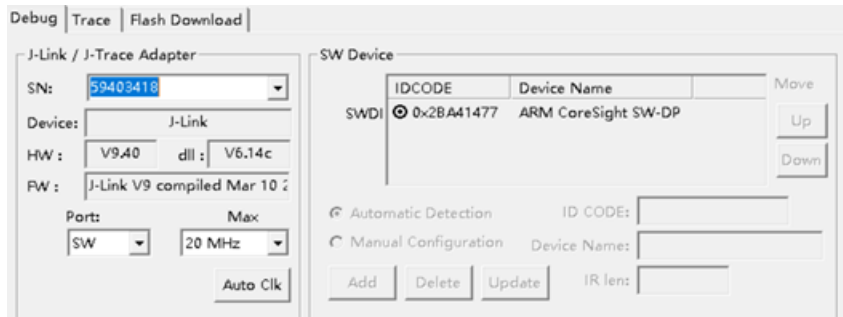 Debug Trace Flash Download
J-Link / J-Trace Adapter
SN: 59403418
Device: J-Link
HW : V9.40 dll : V6.14c
FW : J-Link V9 compiled Mar 10 2
Port: Max
SW 20 MHz
Auto Clk
SW Device
IDCODE Device Name
SWDI 0x2BA41477 ARM CoreSight SW-DP
Move
Up
Down
Automatic Detection ID CODE:
Manual Configuration Device Name:
Add Delete Update IR len: